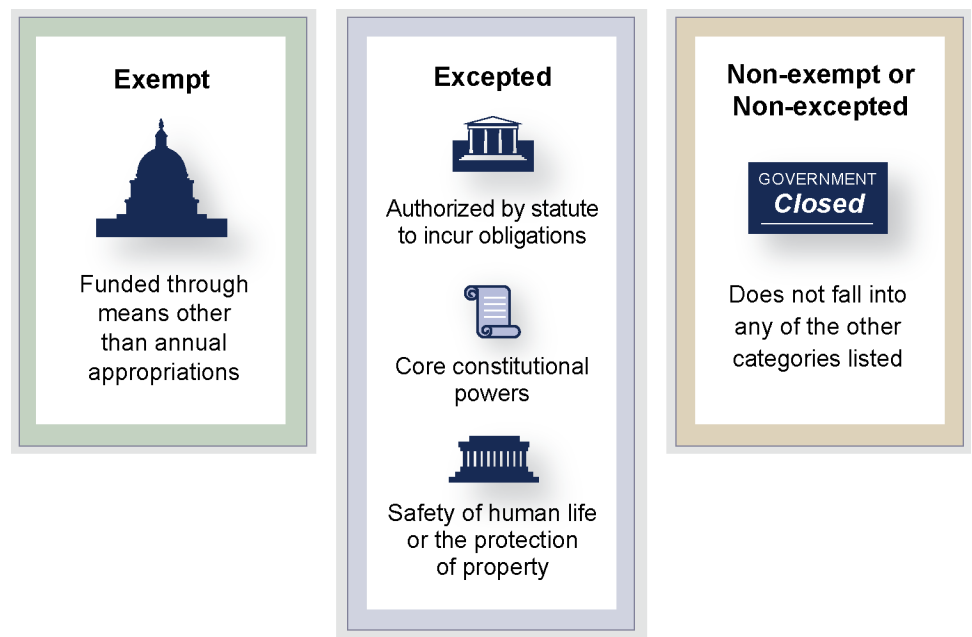 Exempt
Funded through
means other
than annual
appropriations
Excepted
Authorized by statute
to incur obligations
Core constitutional
powers
Safety of human life
or the protection
of property
Non-exempt or
Non-excepted
GOVERNMENT
Closed
Does not fall into
any of the other
categories listed